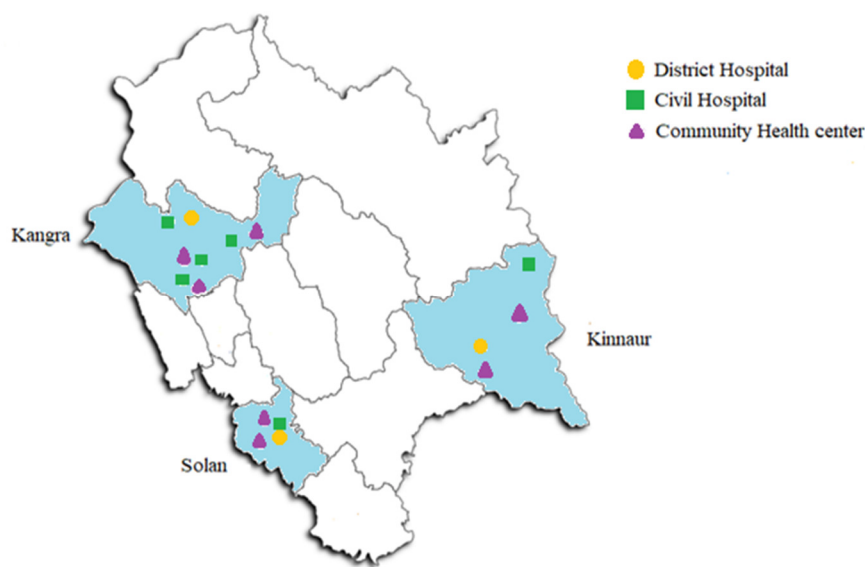 District Hospital
Civil Hospital
Community Health center
Kangra
Kinnaur
Solan